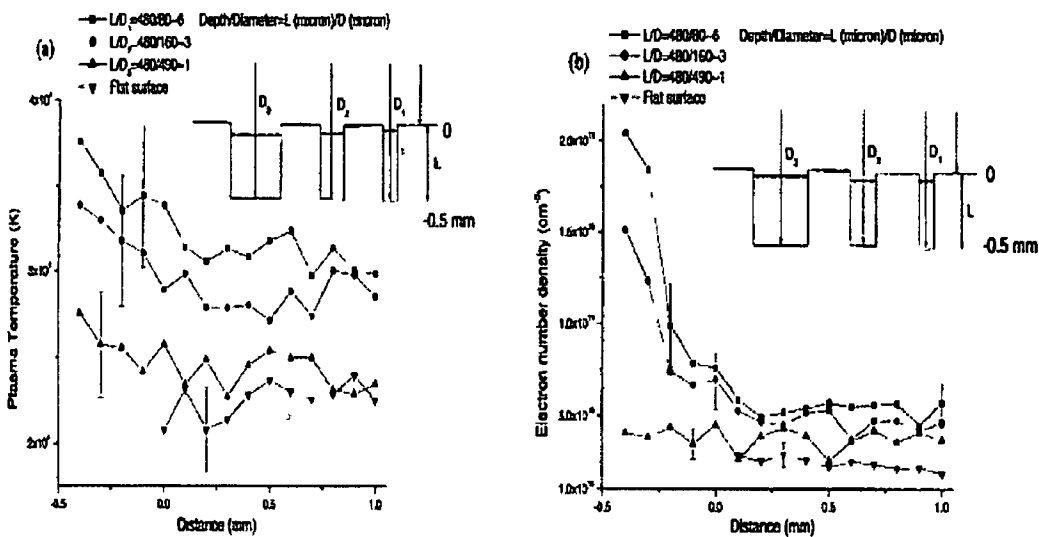 (a)
L/D₁=480/80~6 Depth/Diameter=L (micron)/D (micron)
L/D₂=480/160~3
L/D₃=480/490~1
Flat surface
D₃
D₂
D₁
0
L
-0.5 mm
Plasma Temperature (K)
-0.5
0.0
0.5
1.0
Distance (mm)
(b)
L/D=480/80~6 Depth/Diameter=L (micron)/D (micron)
L/D=480/160~3
L/D=480/490~1
Flat surface
D₃
D₂
D₁
0
L
-0.5 mm
Electron number density
-0.5
0.0
0.5
1.0
Distance (mm)